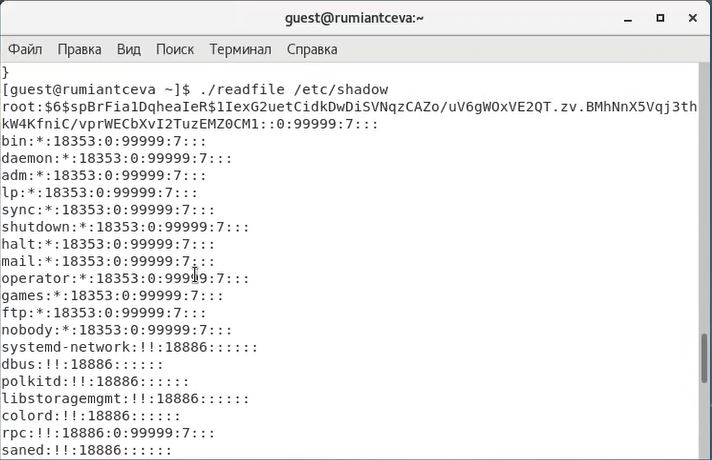 guest@rumiantceva:~
Файл Правка Вид Поиск Терминал Справка
}
[guest@rumiantceva ~]$ ./readfile /etc/shadow
root:$6$spBrFia1DqheaIeR$1IexG2uetCidkDwDiSVNqzCAZo/uV6gWOxVE2QT.zv.BMhNnX5Vqj3th
kW4KfniC/vprWECbXvI2TuzEMZ0CM1::0:99999:7:::
bin:*:18353:0:99999:7:::
daemon:*:18353:0:99999:7:::
adm:*:18353:0:99999:7:::
lp:*:18353:0:99999:7:::
sync:*:18353:0:99999:7:::
shutdown:*:18353:0:99999:7:::
halt:*:18353:0:99999:7:::
mail:*:18353:0:99999:7:::
operator:*:18353:0:99999:7:::
games:*:18353:0:99999:7:::
ftp:*:18353:0:99999:7:::
nobody:*:18353:0:99999:7:::
systemd-network:!!:18886::::::
dbus:!!:18886::::::
polkitd:!!:18886::::::
libstoragemgmt:!!:18886::::::
colord:!!:18886::::::
rpc:!!:18886:0:99999:7:::
saned:!!:18886::::::